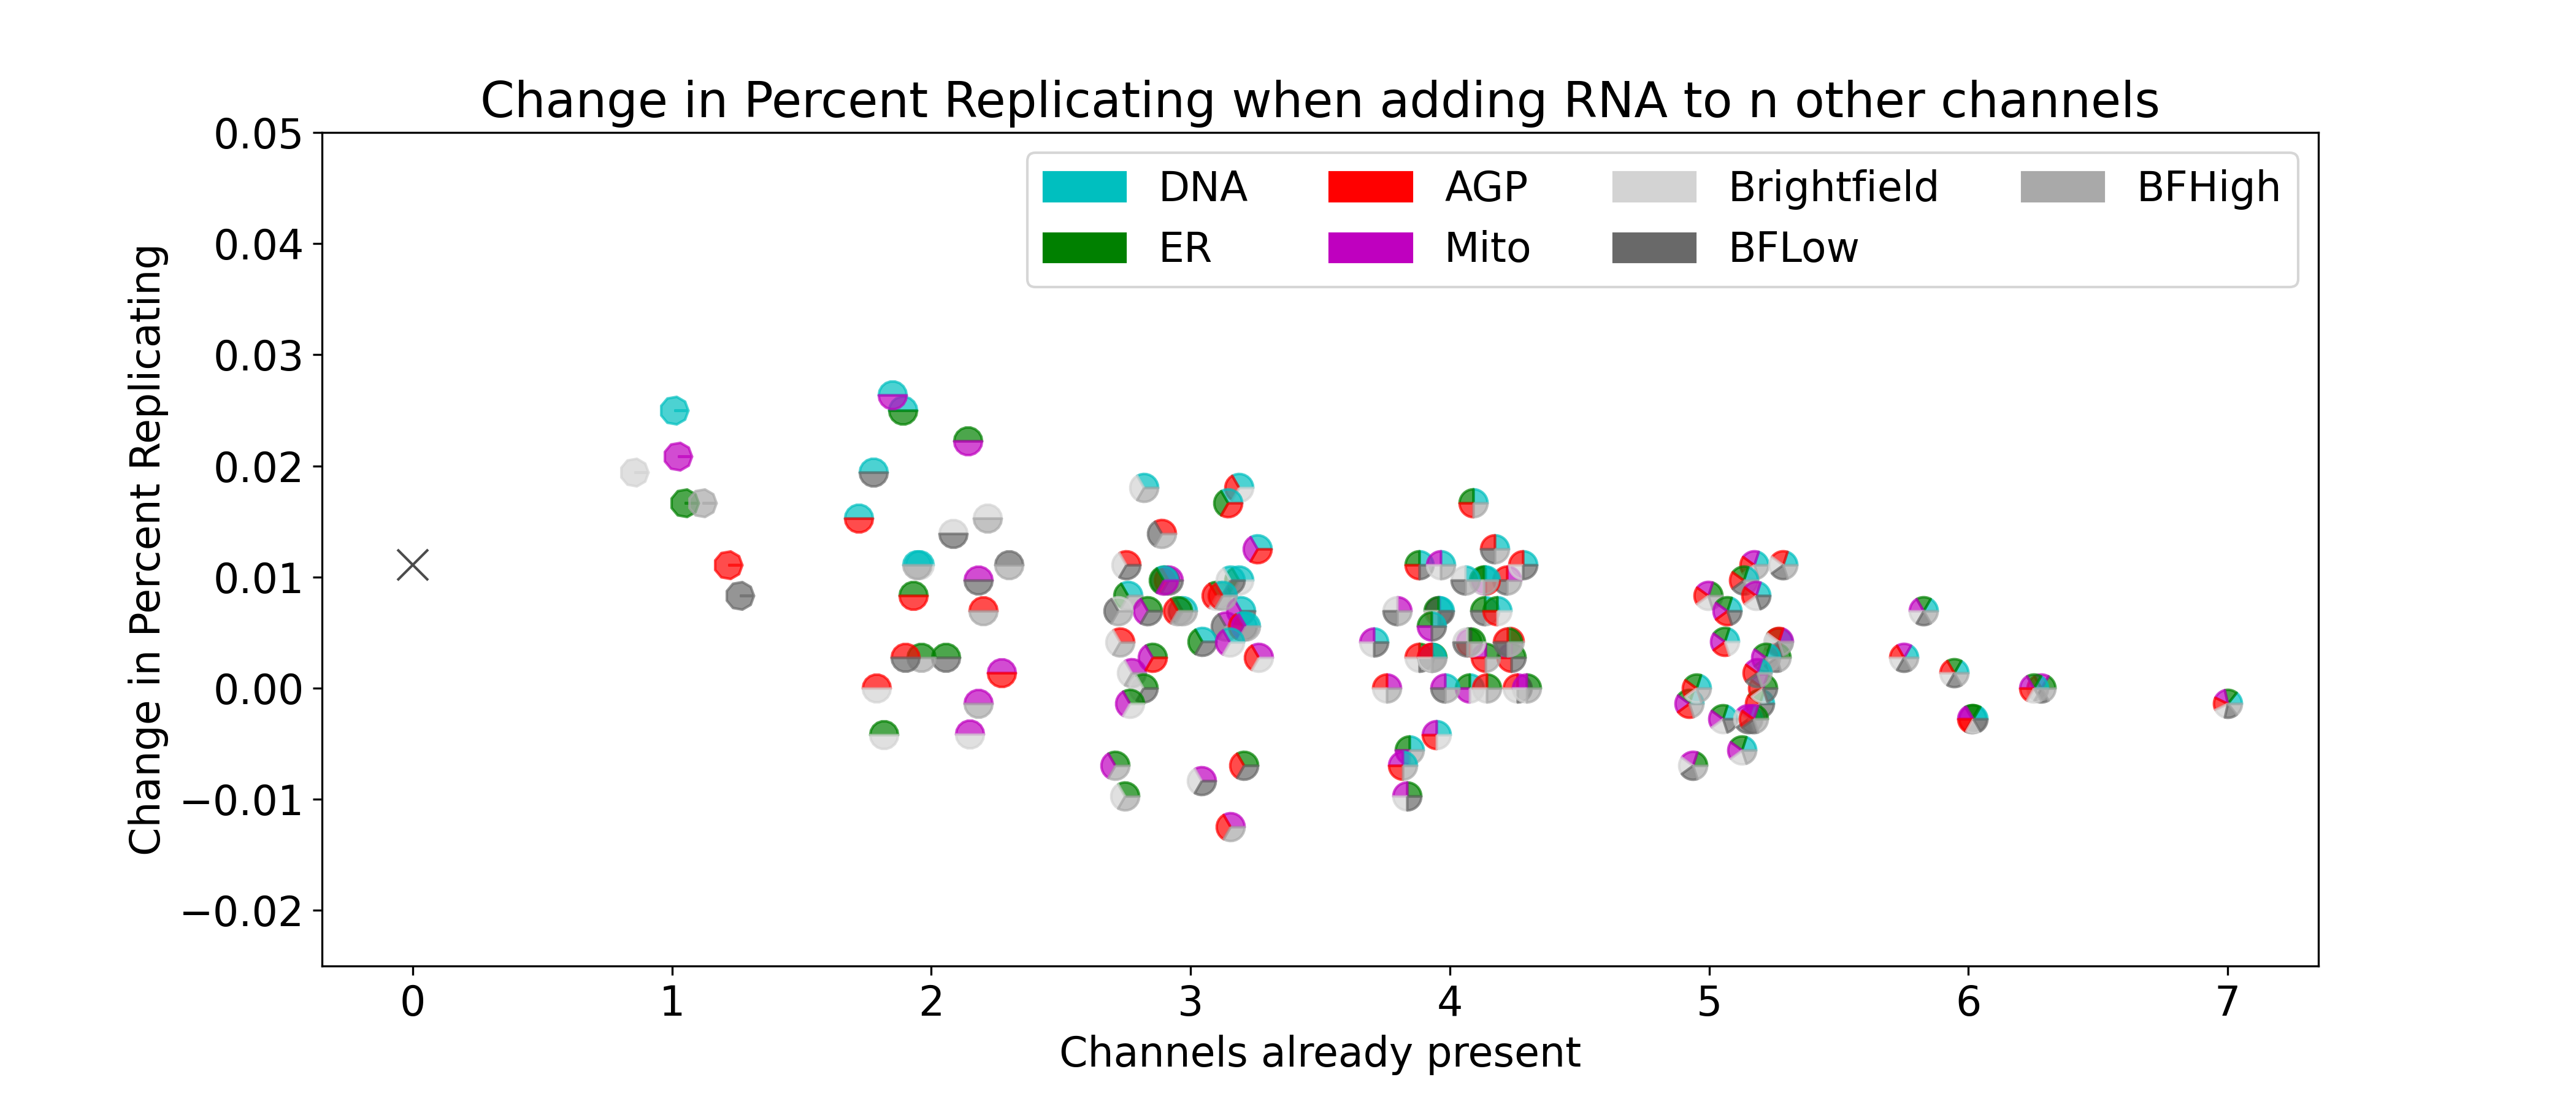 Change in Percent Replicating when adding RNA to n other channels
0.05
0.04
0.03
0.02
0.01
0.00
−0.01
−0.02
Change in Percent Replicating
DNA
ER
AGP
Mito
Brightfield
BFLow
BFHigh
0 1 2 3 4 5 6 7
Channels already present